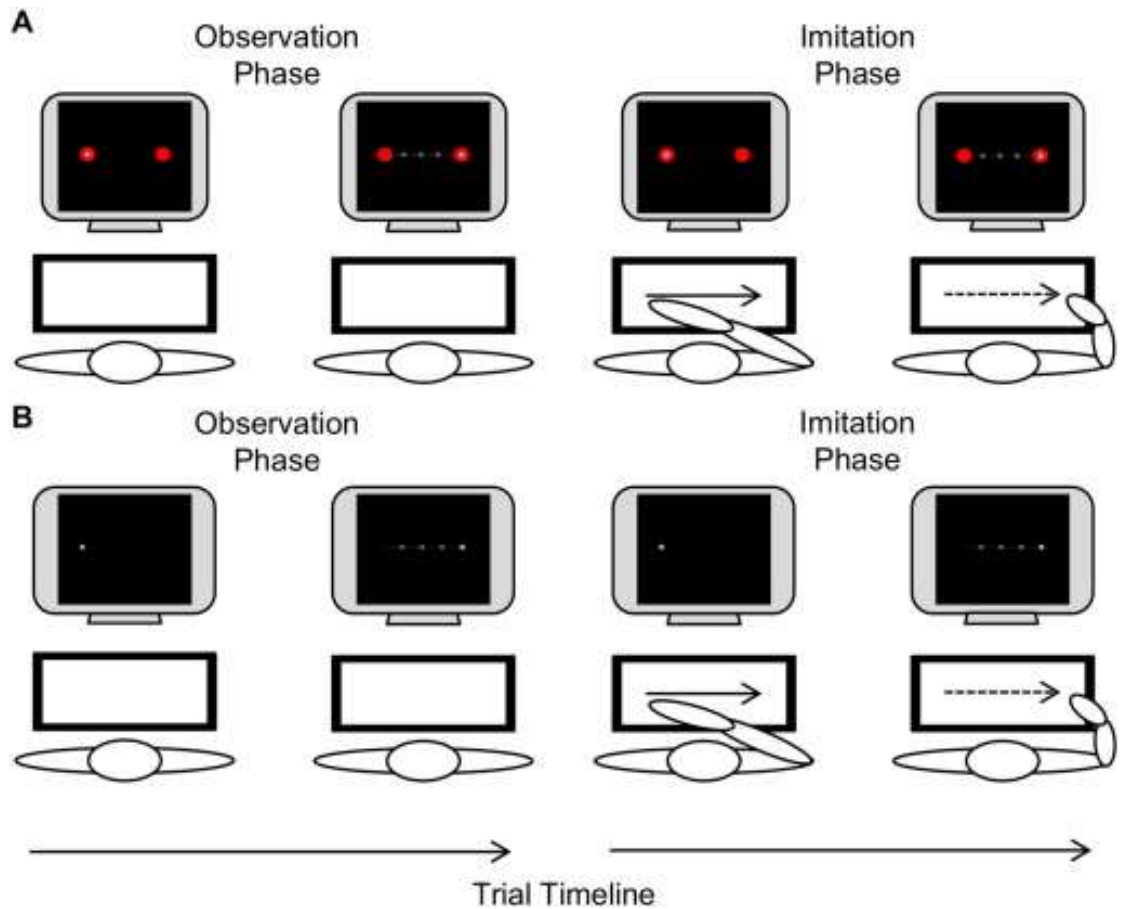 A
Observation
Phase
Imitation
Phase
B
Observation
Phase
Imitation
Phase
Trial Timeline